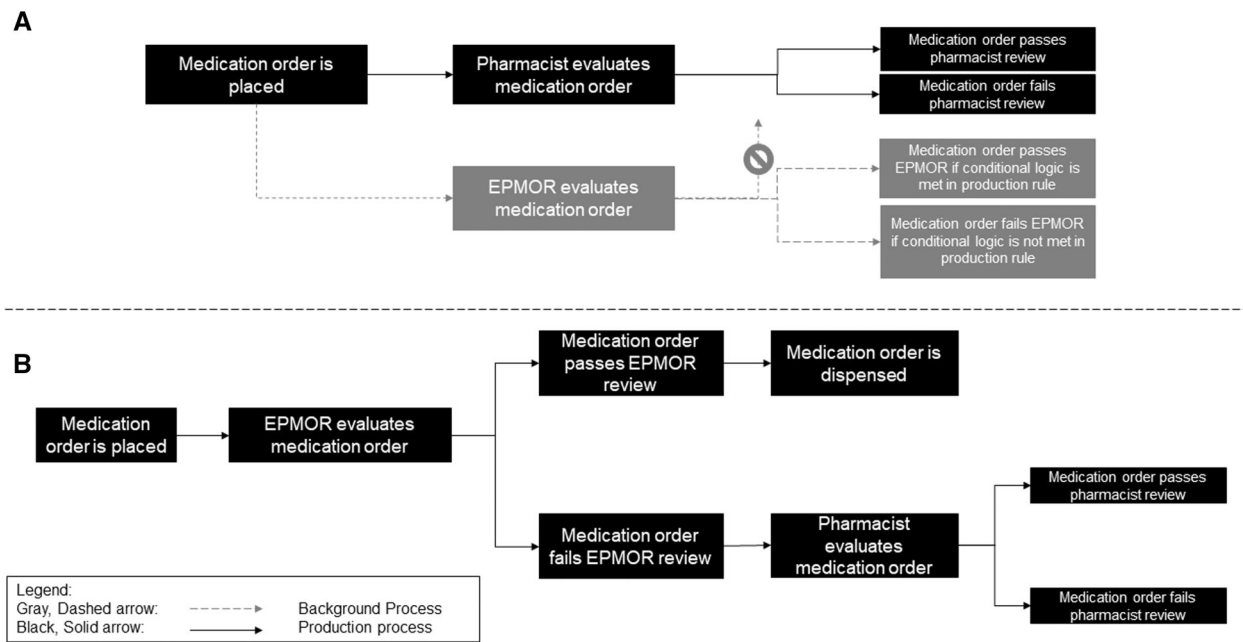 A
Medication order is
placed
Pharmacist evaluates
medication order
Medication order passes
pharmacist review
Medication order fails
pharmacist review
EPMOR evaluates
medication order
Medication order passes
EPMOR if conditional logic is
met in production rule
Medication order fails EPMOR
if conditional logic is not met in
production rule
B
Medication
order is placed
EPMOR evaluates
medication order
Medication order
passes EPMOR
review
Medication order is
dispensed
Medication order
fails EPMOR review
Pharmacist
evaluates
medication order
Medication order passes
pharmacist review
Medication order fails
pharmacist review
Legend:
Gray, Dashed arrow: Background Process
Black, Solid arrow: Production process